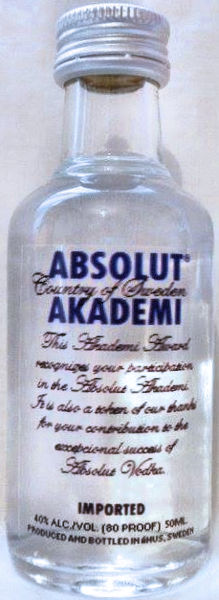 ABSOLUT®
Country of Sweden
AKADEMI
This Akademi Award
recognizes your participation
in the Absolut Akademi.
It is also a token of our thanks
for your contribution to the
exceptional success of
Absolut Vodka.
IMPORTED
40% ALC./VOL. (80 PROOF) 50ML
PRODUCED AND BOTTLED IN ÅHUS, SWEDEN